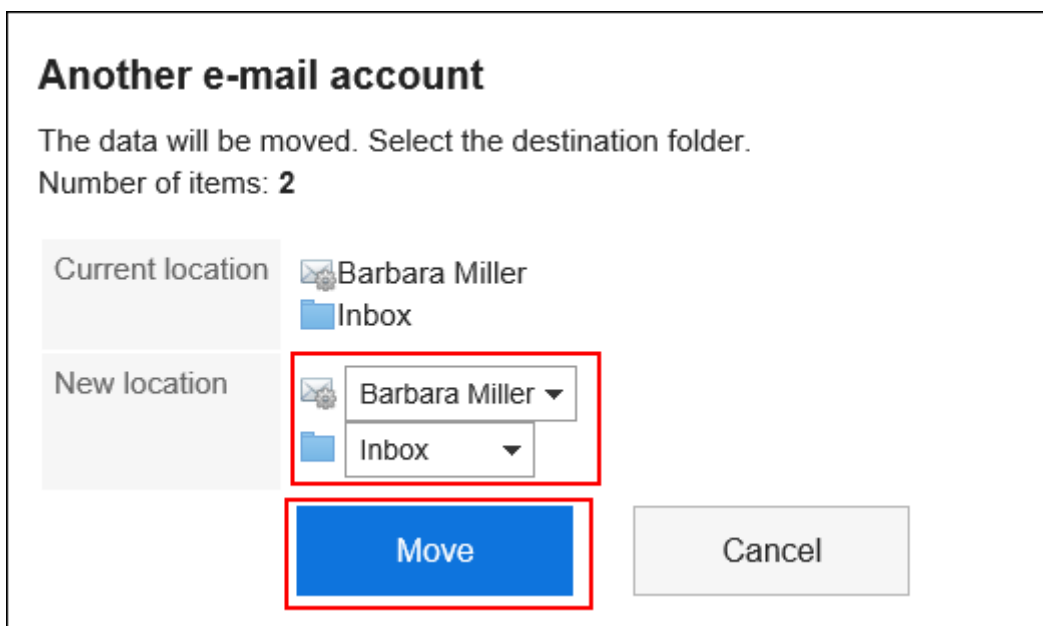 Another e-mail account
The data will be moved. Select the destination folder.
Number of items: 2
Current location
Barbara Miller
Inbox
New location
Barbara Miller
Inbox
Move
Cancel